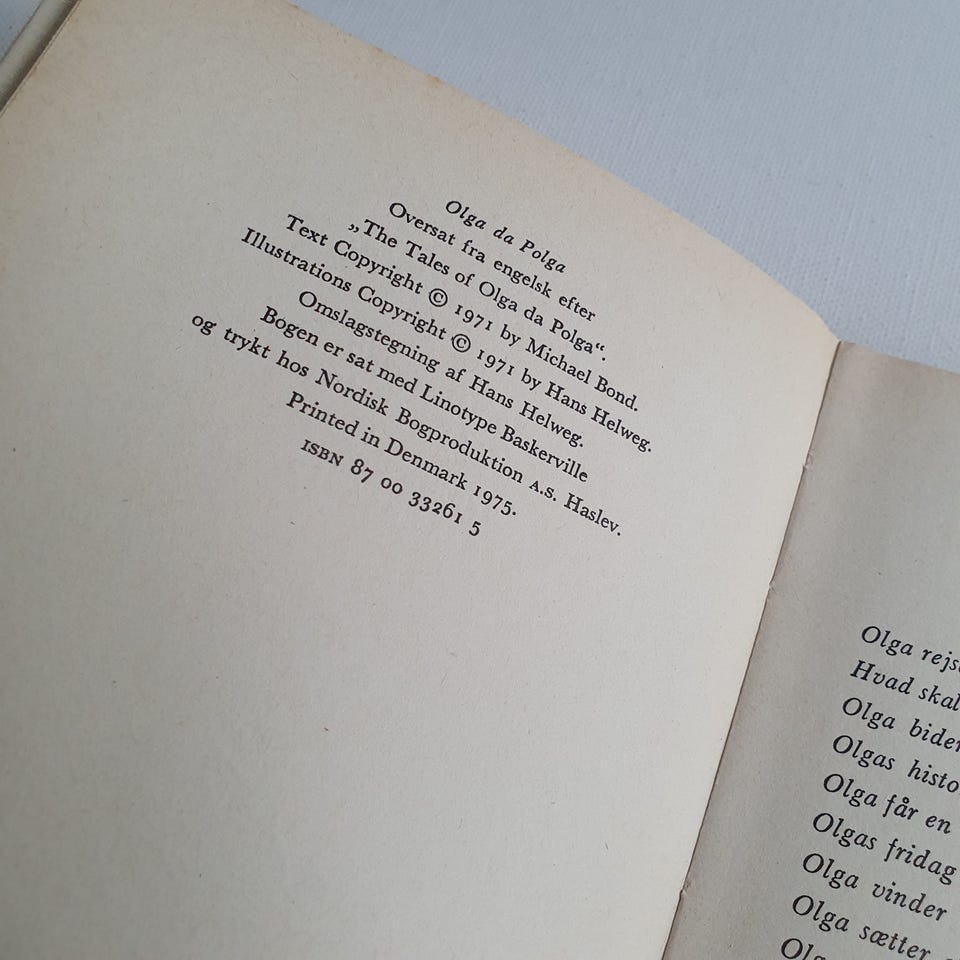 Olga da Polga
Oversat fra engelsk efter
„The Tales of Olga da Polga“.
Text Copyright © 1971 by Michael Bond.
Illustrations Copyright © 1971 by Hans Helweg.
Omslagstegning af Hans Helweg.
Bogen er sat med Linotype Baskerville
og trykt hos Nordisk Bogproduktion A.S. Haslev.
Printed in Denmark 1975.
ISBN 87 00 33261 5
Olga
Hvad skal
Olga
Olgas
Olga får en
Olgas fridag
Olga vinder
Olga sætter